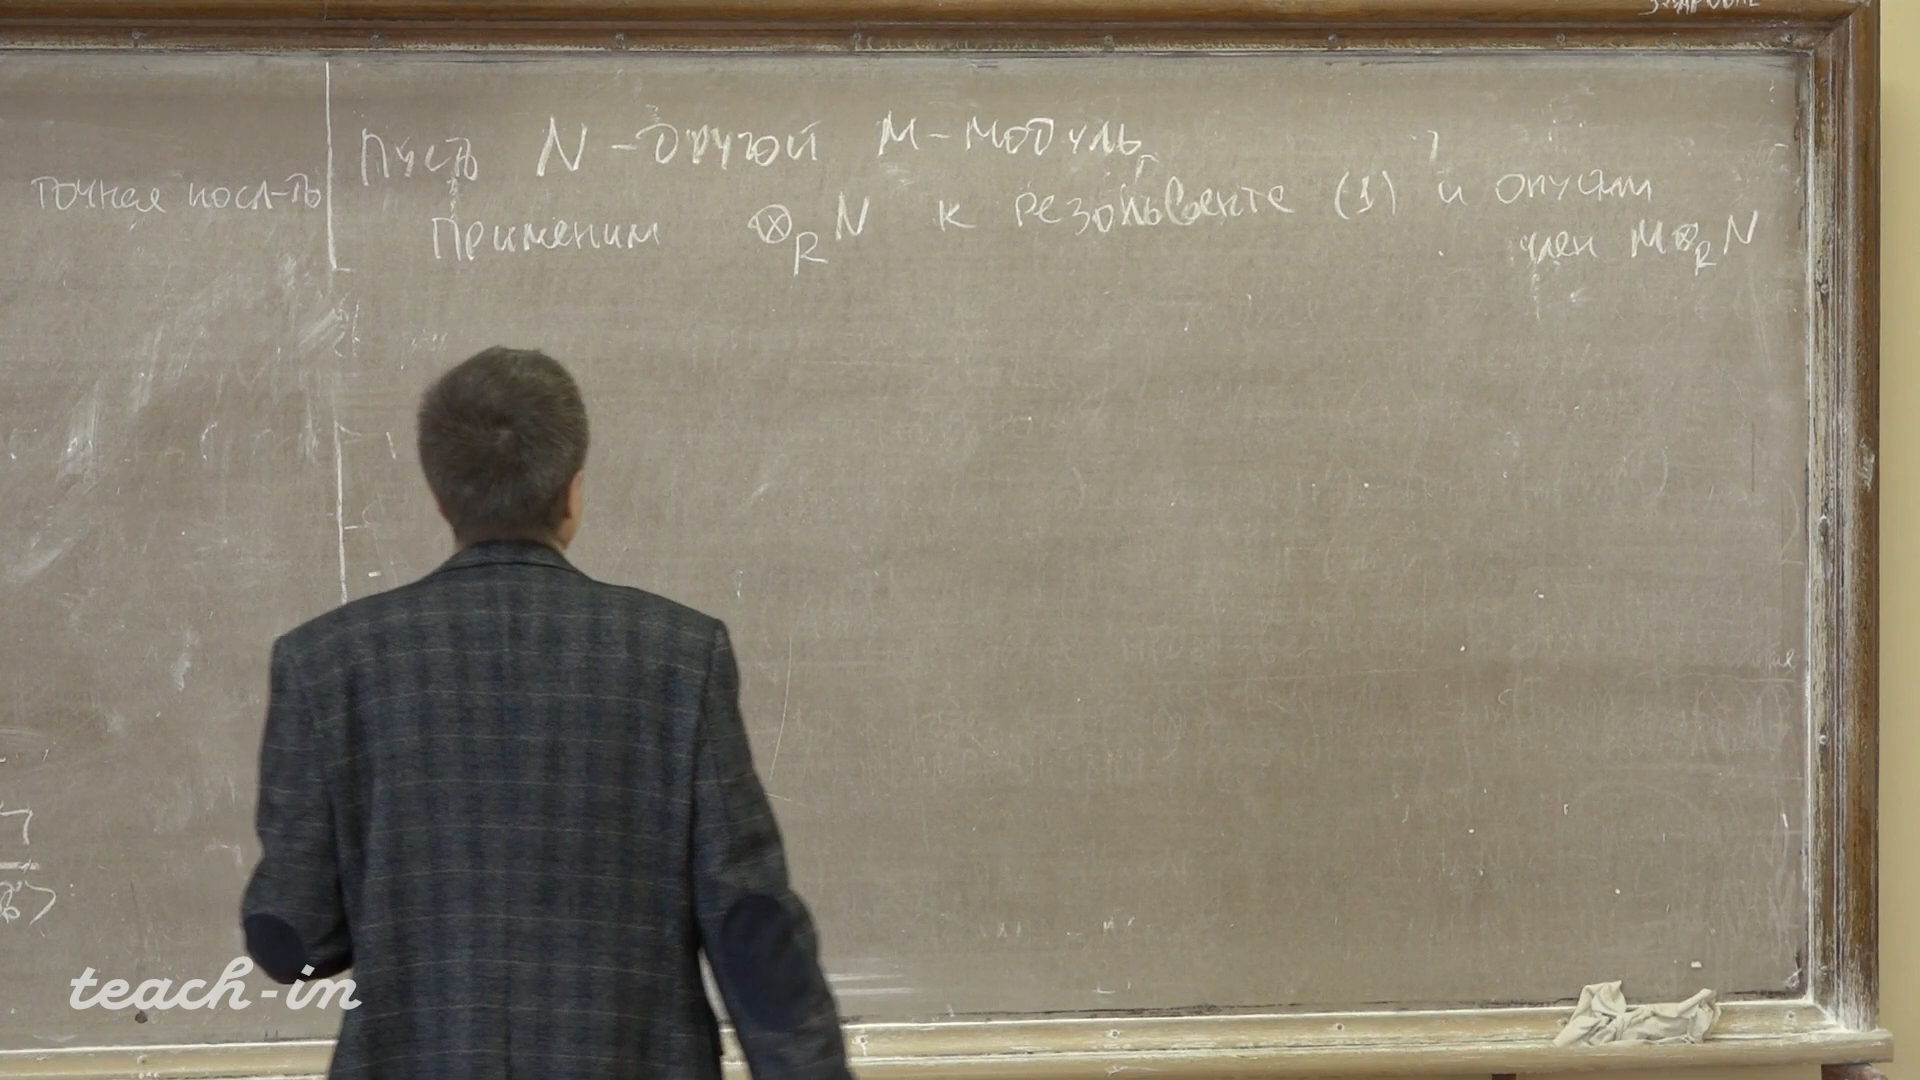 точная посл-ть
Пусть N – другой M-модуль
Применим ⊗_R N к резольвенте (1) и опустим
член M⊗_R N
teach-in